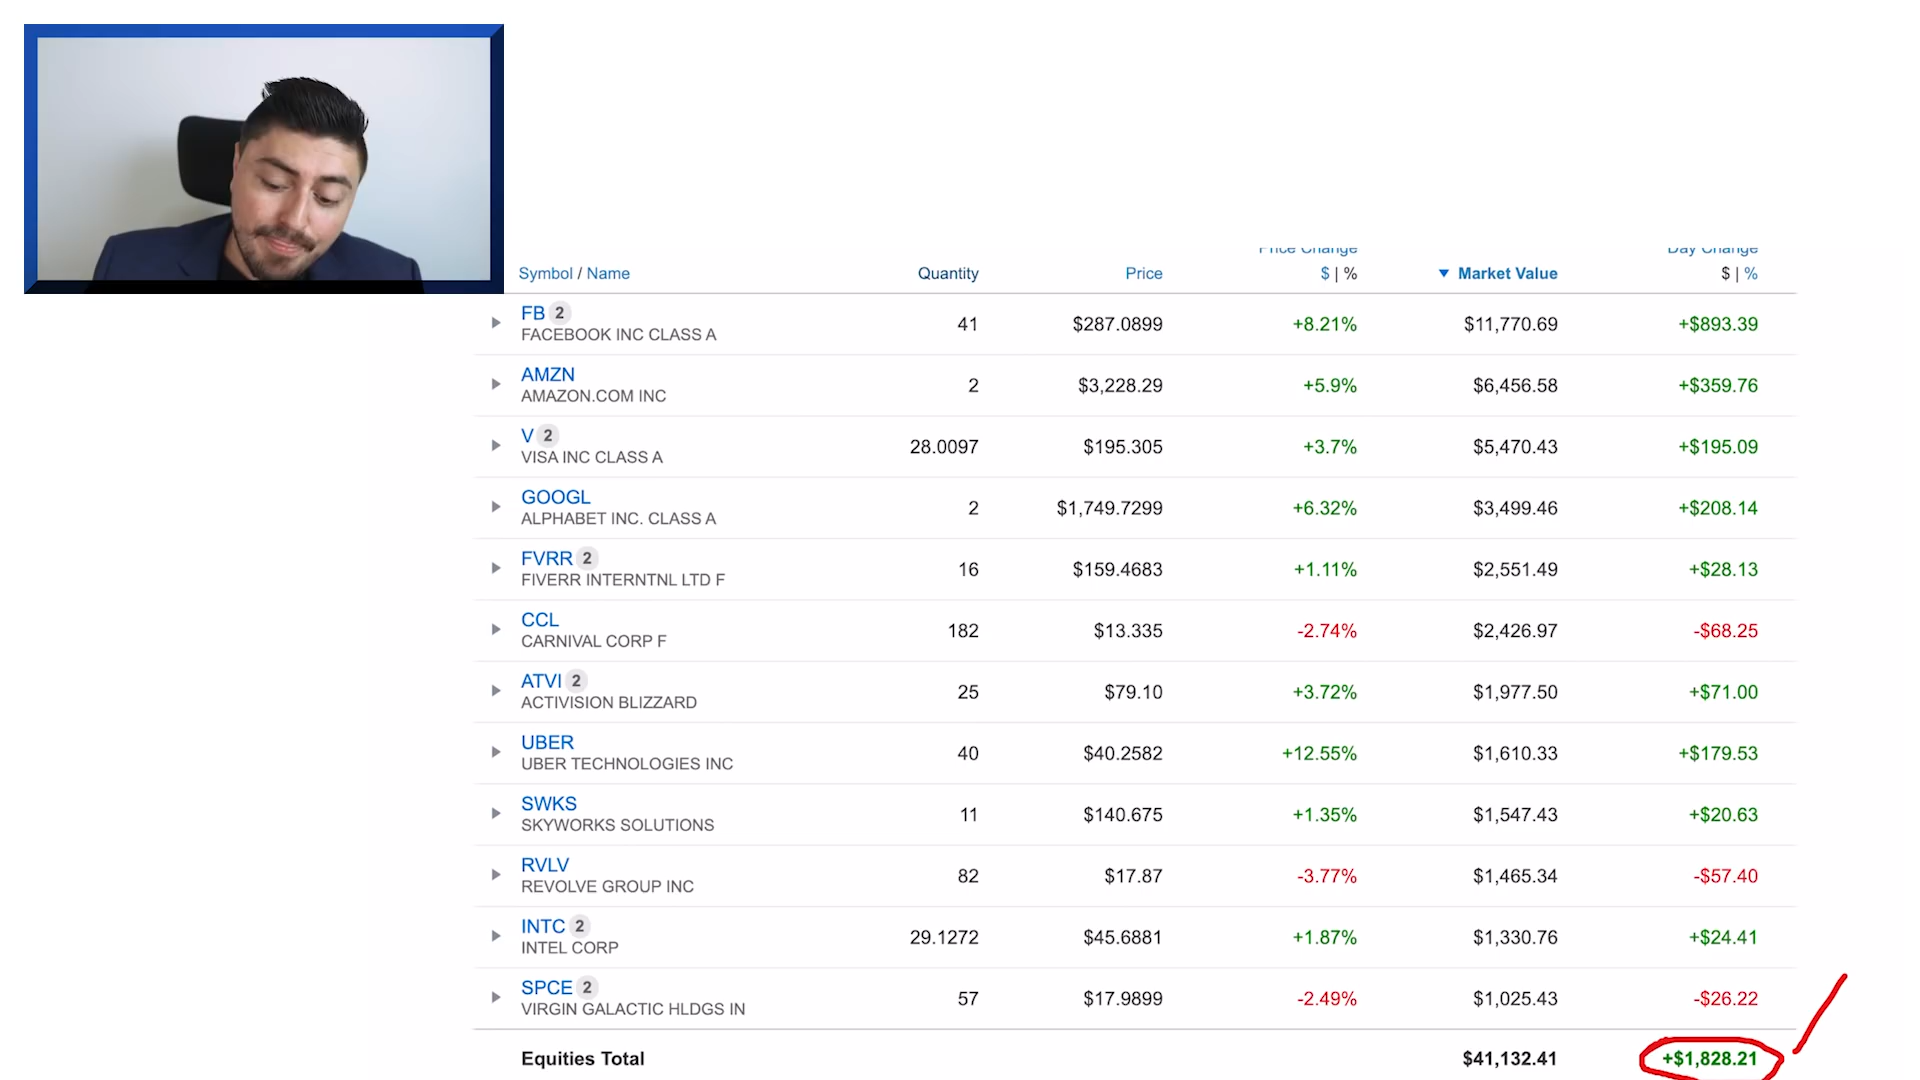 Price Change Day Change
Symbol / Name Quantity Price $ | % ▼ Market Value $ | %
FB 2
FACEBOOK INC CLASS A 41 $287.0899 +8.21% $11,770.69 +$893.39
AMZN
AMAZON.COM INC 2 $3,228.29 +5.9% $6,456.58 +$359.76
V 2
VISA INC CLASS A 28.0097 $195.305 +3.7% $5,470.43 +$195.09
GOOGL
ALPHABET INC. CLASS A 2 $1,749.7299 +6.32% $3,499.46 +$208.14
FVRR 2
FIVERR INTERNTNL LTD F 16 $159.4683 +1.11% $2,551.49 +$28.13
CCL
CARNIVAL CORP F 182 $13.335 -2.74% $2,426.97 -$68.25
ATVI 2
ACTIVISION BLIZZARD 25 $79.10 +3.72% $1,977.50 +$71.00
UBER
UBER TECHNOLOGIES INC 40 $40.2582 +12.55% $1,610.33 +$179.53
SWKS
SKYWORKS SOLUTIONS 11 $140.675 +1.35% $1,547.43 +$20.63
RVLV
REVOLVE GROUP INC 82 $17.87 -3.77% $1,465.34 -$57.40
INTC 2
INTEL CORP 29.1272 $45.6881 +1.87% $1,330.76 +$24.41
SPCE 2
VIRGIN GALACTIC HLDGS IN 57 $17.9899 -2.49% $1,025.43 -$26.22
Equities Total $41,132.41 +$1,828.21